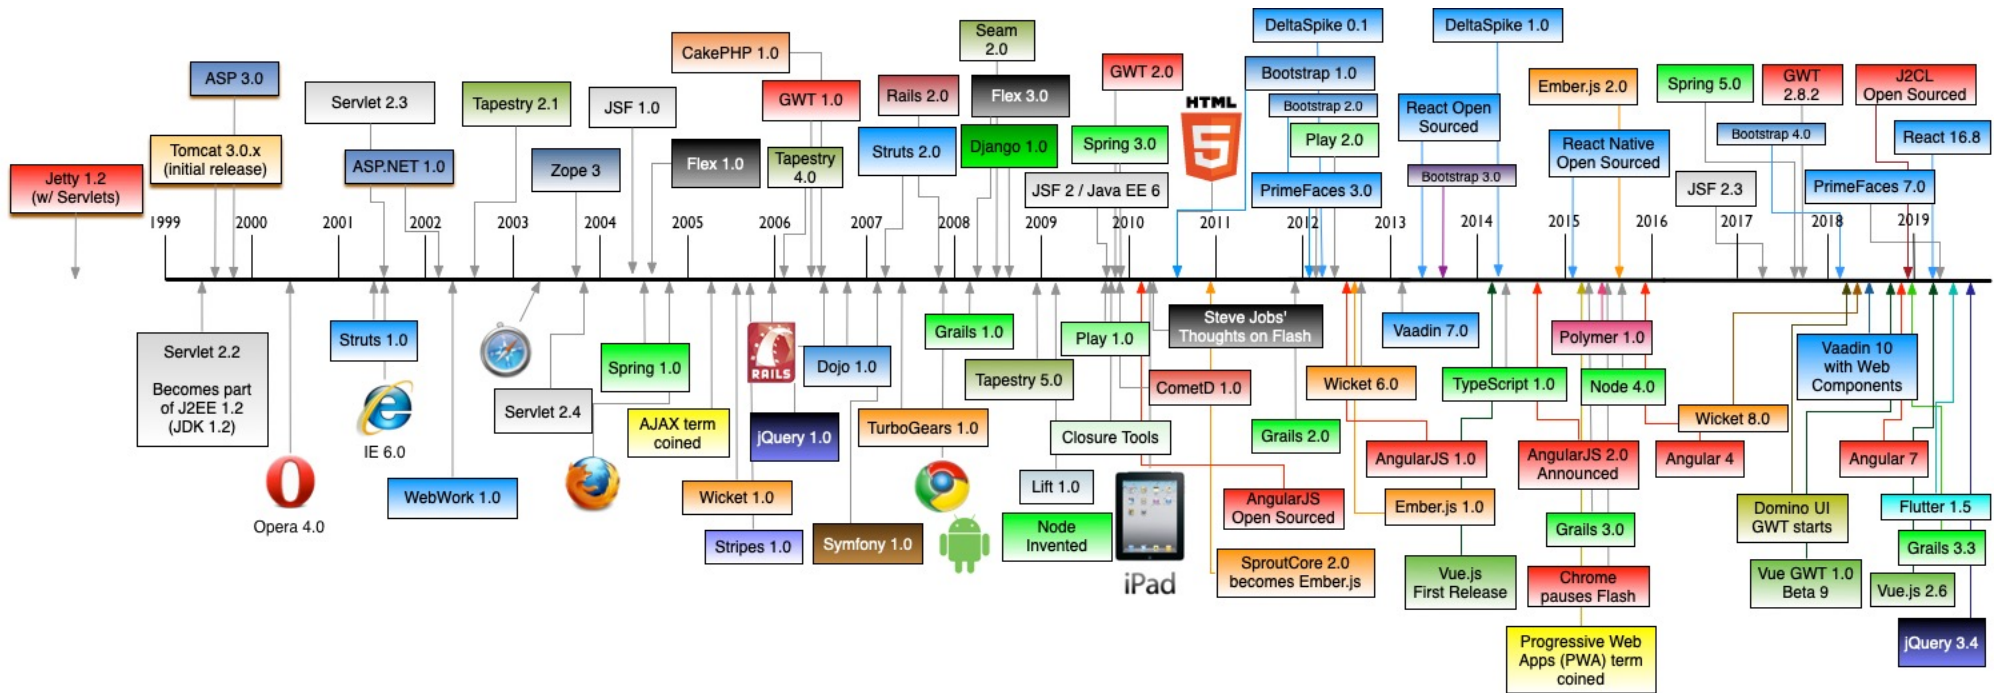 DeltaSpike 0.1
DeltaSpike 1.0
Seam
2.0
CakePHP 1.0
GWT 2.0
ASP 3.0
Bootstrap 1.0
Ember.js 2.0
Spring 5.0
GWT
2.8.2
J2CL
Open Sourced
Servlet 2.3
Tapestry 2.1
JSF 1.0
GWT 1.0
Rails 2.0
Flex 3.0
HTML
5
Bootstrap 2.0
React Open
Sourced
Bootstrap 4.0
React 16.8
Tomcat 3.0.x
(initial release)
ASP.NET 1.0
Zope 3
Flex 1.0
Tapestry
4.0
Struts 2.0
Django 1.0
Spring 3.0
Play 2.0
React Native
Open Sourced
Jetty 1.2
(w/ Servlets)
JSF 2 / Java EE 6
PrimeFaces 3.0
Bootstrap 3.0
JSF 2.3
PrimeFaces 7.0
1999
2000
2001
2002
2003
2004
2005
2006
2007
2008
2009
2010
2011
2012
2013
2014
2015
2016
2017
2018
2019
Servlet 2.2
Becomes part
of J2EE 1.2
(JDK 1.2)
Struts 1.0
IE 6.0
Opera 4.0
WebWork 1.0
Servlet 2.4
Spring 1.0
AJAX term
coined
RAILS
Dojo 1.0
jQuery 1.0
Wicket 1.0
Stripes 1.0
Symfony 1.0
Grails 1.0
TurboGears 1.0
Tapestry 5.0
Play 1.0
Closure Tools
Lift 1.0
Node
Invented
CometD 1.0
iPad
Steve Jobs'
Thoughts on Flash
Grails 2.0
AngularJS
Open Sourced
SproutCore 2.0
becomes Ember.js
Vaadin 7.0
Wicket 6.0
AngularJS 1.0
Ember.js 1.0
Vue.js
First Release
TypeScript 1.0
AngularJS 2.0
Announced
Polymer 1.0
Node 4.0
Grails 3.0
Chrome
pauses Flash
Progressive Web
Apps (PWA) term
coined
Angular 4
Wicket 8.0
Vaadin 10
with Web
Components
Angular 7
Domino UI
GWT starts
Vue GWT 1.0
Beta 9
Flutter 1.5
Grails 3.3
Vue.js 2.6
jQuery 3.4